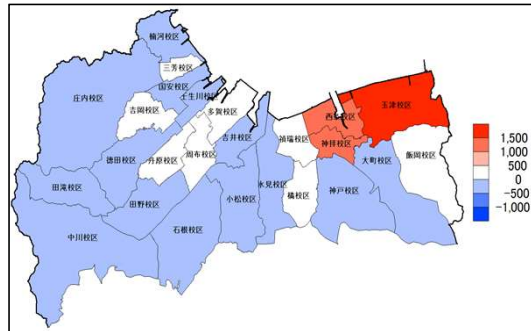 楠河校区
三芳校区
庄内校区
国安校区
壬生川校区
吉岡校区
多賀校区
玉津校区
西条校区
吉井校区
禎瑞校区
神拝校区
徳田校区
丹原校区
周布校区
大町校区
飯岡校区
田滝校区
氷見校区
橘校区
神戸校区
田野校区
小松校区
石根校区
中川校区
1,500
1,000
500
0
−500
−1,000